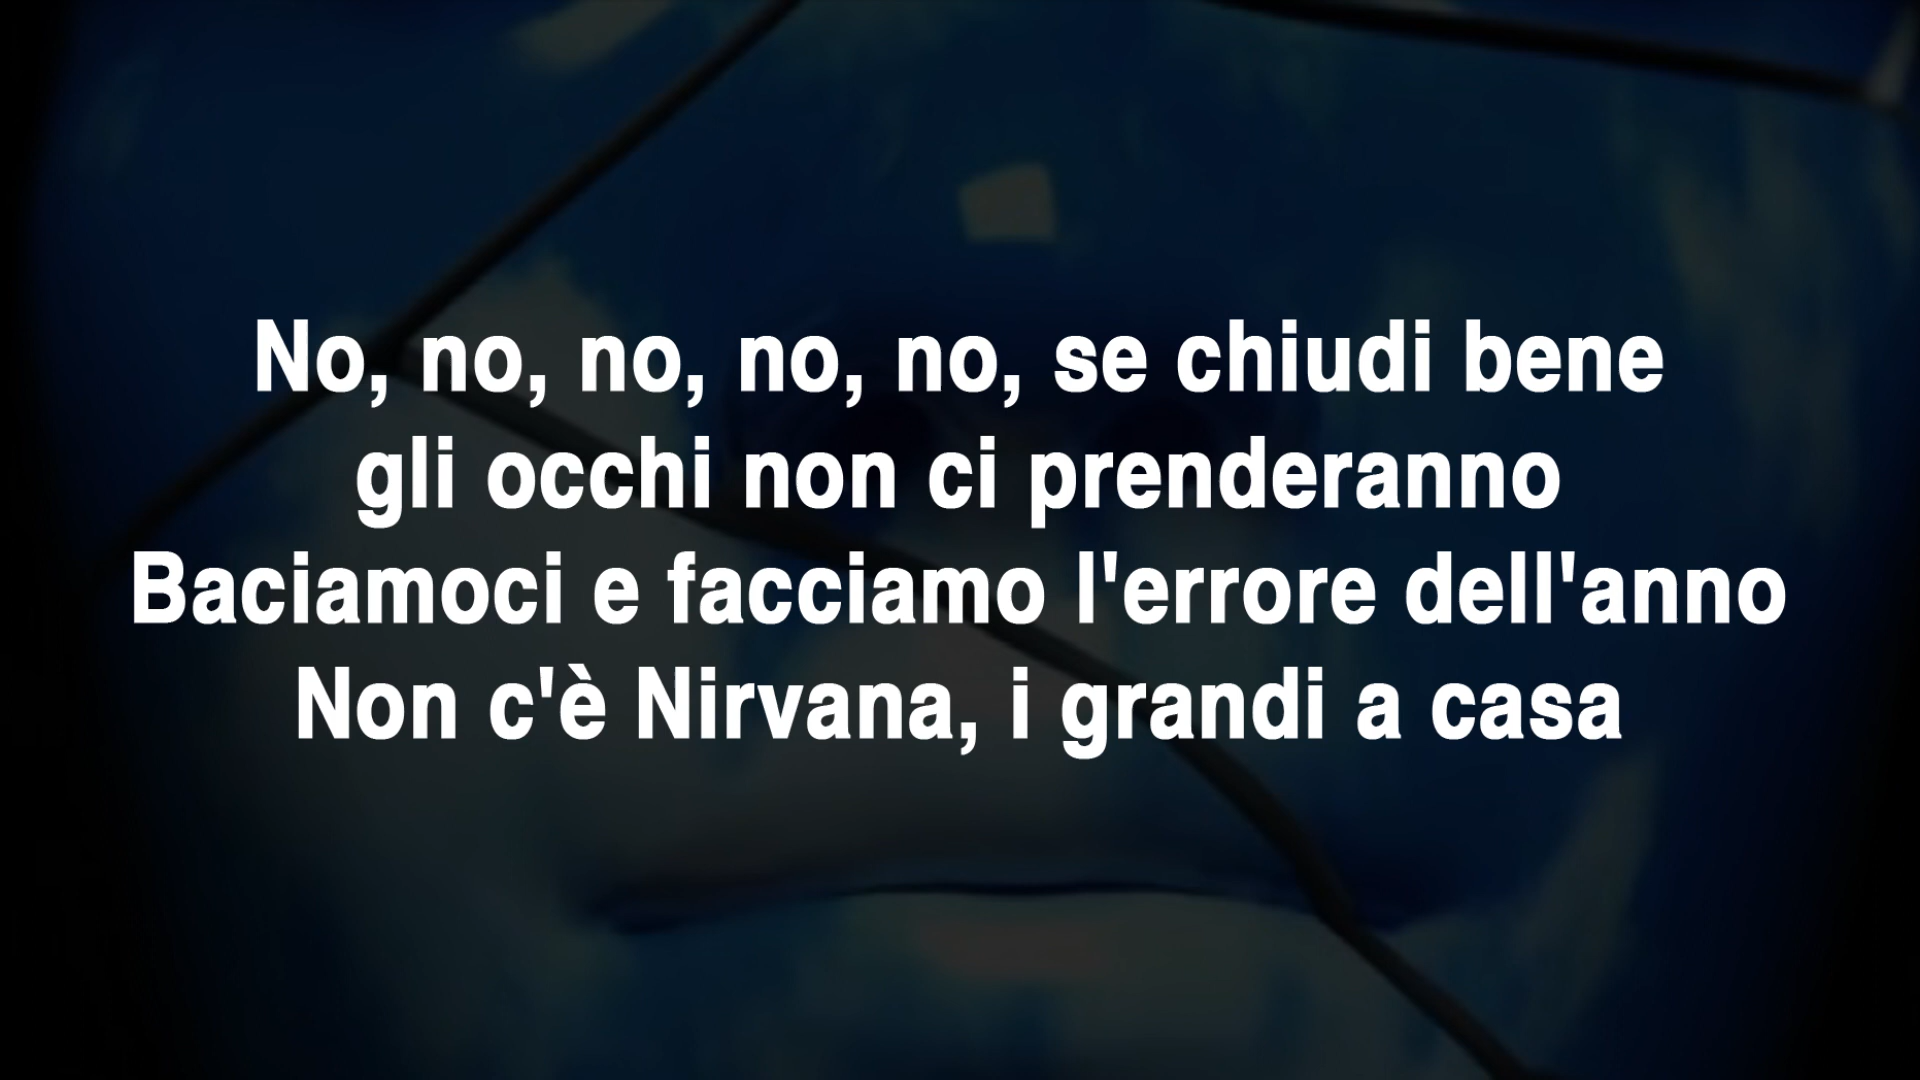 No, no, no, no, no, se chiudi bene
gli occhi non ci prenderanno
Baciamoci e facciamo l'errore dell'anno
Non c'è Nirvana, i grandi a casa